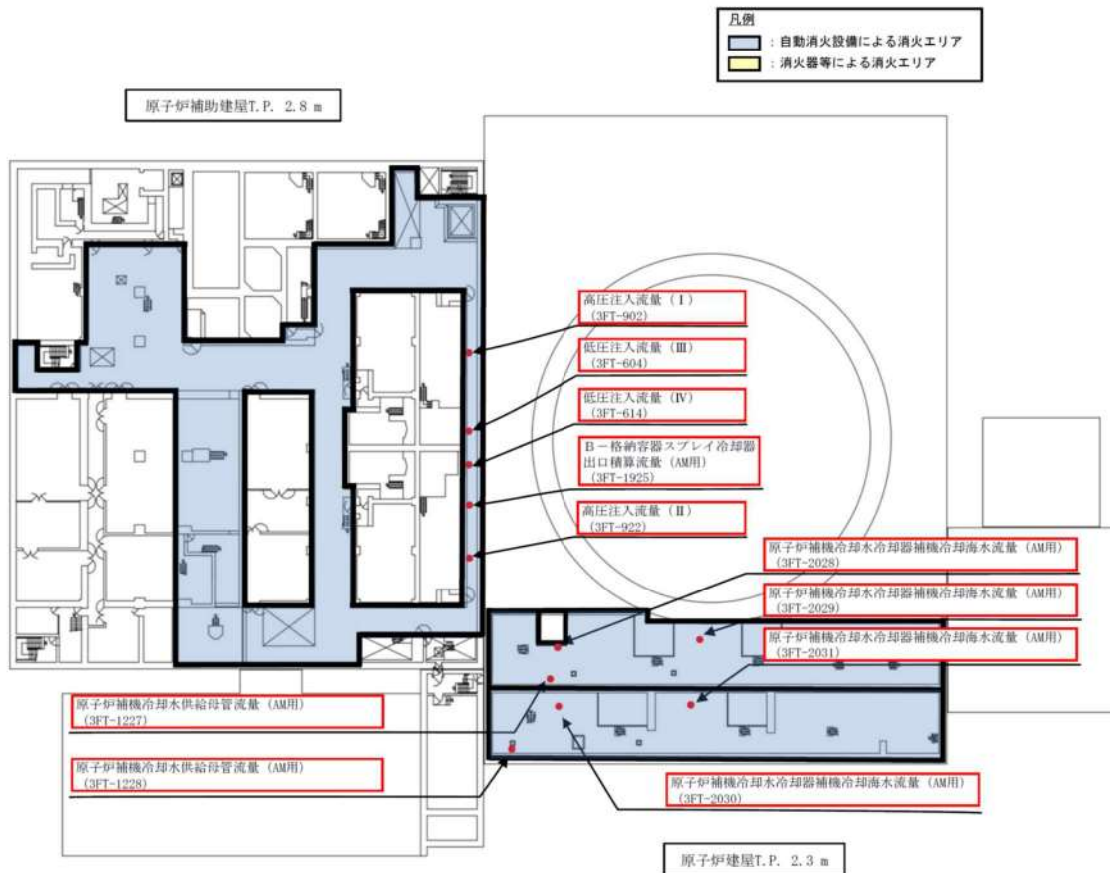 凡例
：自動消火設備による消火エリア
：消火器等による消火エリア
原子炉補助建屋T.P. 2.8 m
高圧注入流量（Ⅰ）
（3FT-902）
低圧注入流量（Ⅲ）
（3FT-604）
低圧注入流量（Ⅳ）
（3FT-614）
B－格納容器スプレイ冷却器
出口積算流量（AM用）
（3FT-1925）
高圧注入流量（Ⅱ）
（3FT-922）
原子炉補機冷却水冷却器補機冷却海水流量（AM用）
（3FT-2028）
原子炉補機冷却水冷却器補機冷却海水流量（AM用）
（3FT-2029）
原子炉補機冷却水冷却器補機冷却海水流量（AM用）
（3FT-2031）
原子炉補機冷却水供給母管流量（AM用）
（3FT-1227）
原子炉補機冷却水供給母管流量（AM用）
（3FT-1228）
原子炉補機冷却水冷却器補機冷却海水流量（AM用）
（3FT-2030）
原子炉建屋T.P. 2.3 m